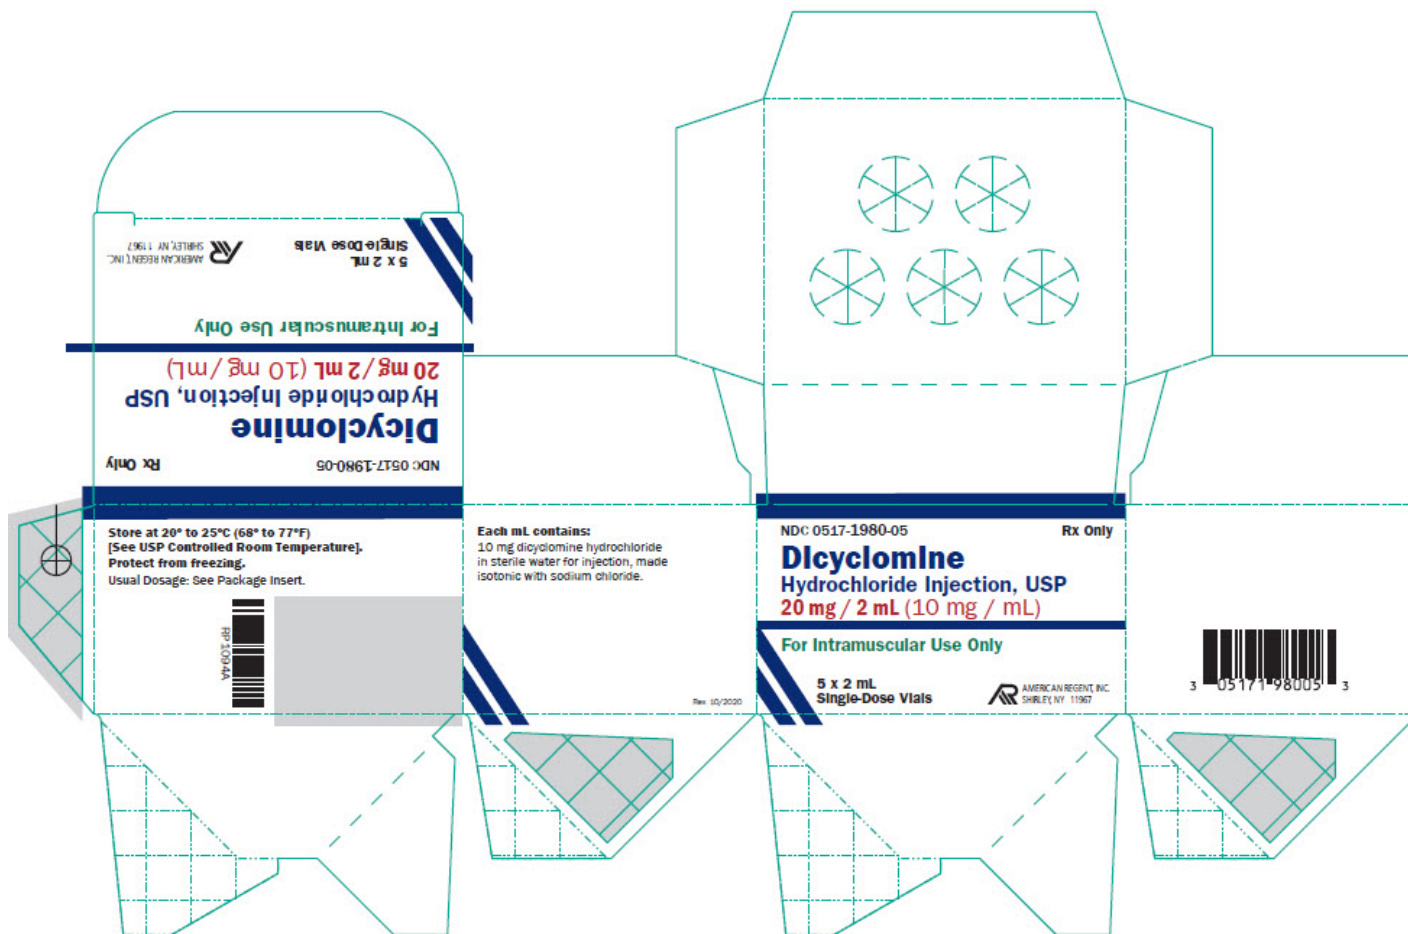 AMERICAN REGENT, INC.
SHIRLEY, NY 11967
5 x 2 mL
Single-Dose Vials
For Intramuscular Use Only
20 mg / 2 mL (10 mg / mL)
Hydrochloride Injection, USP
Dicyclomine
NDC 0517-1980-05
Rx Only
Store at 20° to 25°C (68° to 77°F)
[See USP Controlled Room Temperature].
Protect from freezing.
Usual Dosage: See Package Insert.
RP1094A
Each mL contains:
10 mg dicyclomine hydrochloride
in sterile water for injection, made
isotonic with sodium chloride.
Rev. 10/2020
NDC 0517-1980-05 Rx Only
Dicyclomine
Hydrochloride Injection, USP
20 mg / 2 mL (10 mg / mL)
For Intramuscular Use Only
5 x 2 mL
Single-Dose Vials
AMERICAN REGENT, INC.
SHIRLEY, NY 11967
3 05171 98005 3